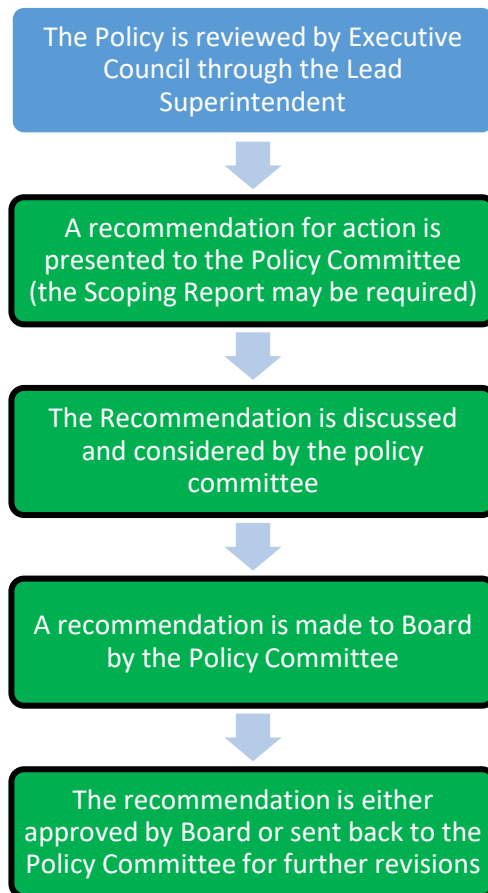 The Policy is reviewed by Executive
Council through the Lead
Superintendent
A recommendation for action is
presented to the Policy Committee
(the Scoping Report may be required)
The Recommendation is discussed
and considered by the policy
committee
A recommendation is made to Board
by the Policy Committee
The recommendation is either
approved by Board or sent back to the
Policy Committee for further revisions